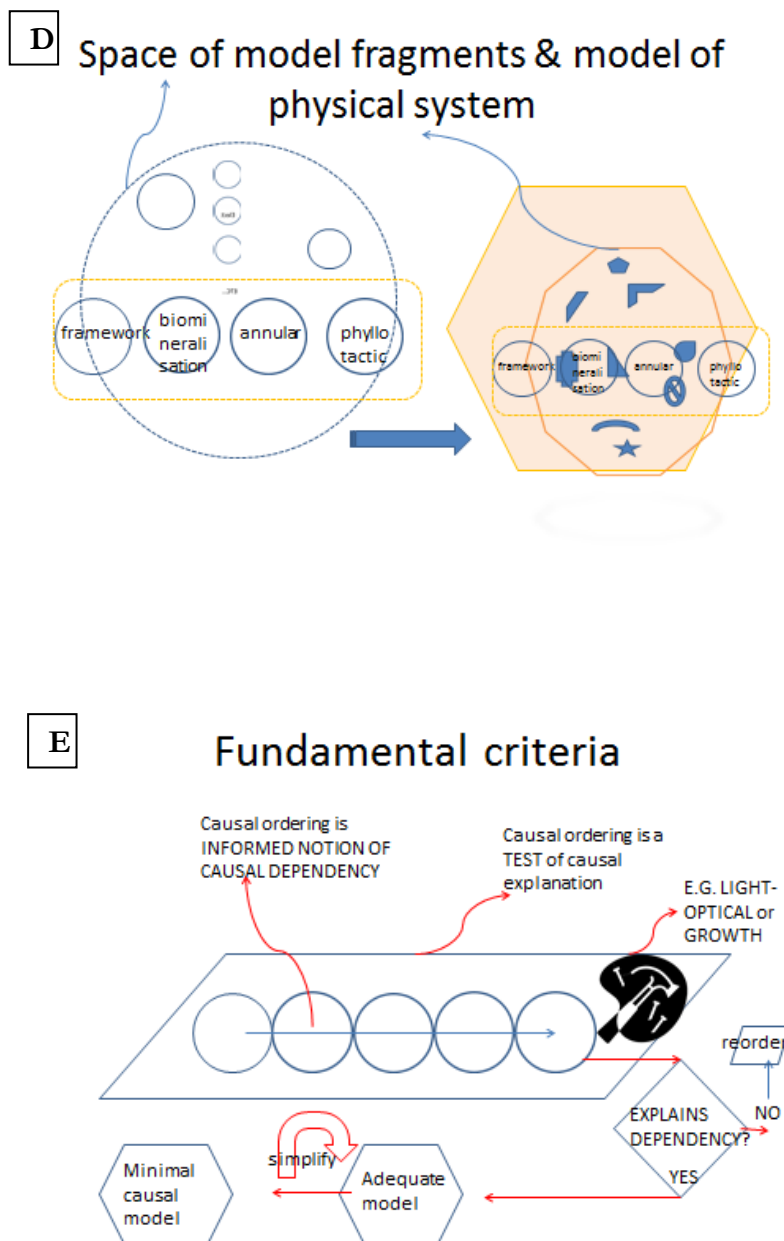 D
Space of model fragments & model of
physical system
framework
biomi
nerali
sation
annular
phyllo
tactic
framework
biomi
nerali
sation
annular
phyllo
tactic
E
Fundamental criteria
Causal ordering is
INFORMED NOTION OF
CAUSAL DEPENDENCY
Causal ordering is a
TEST of causal
explanation
E.G. LIGHT-
OPTICAL or
GROWTH
reorder
EXPLAINS
DEPENDENCY?
NO
YES
simplify
Minimal
causal
model
Adequate
model